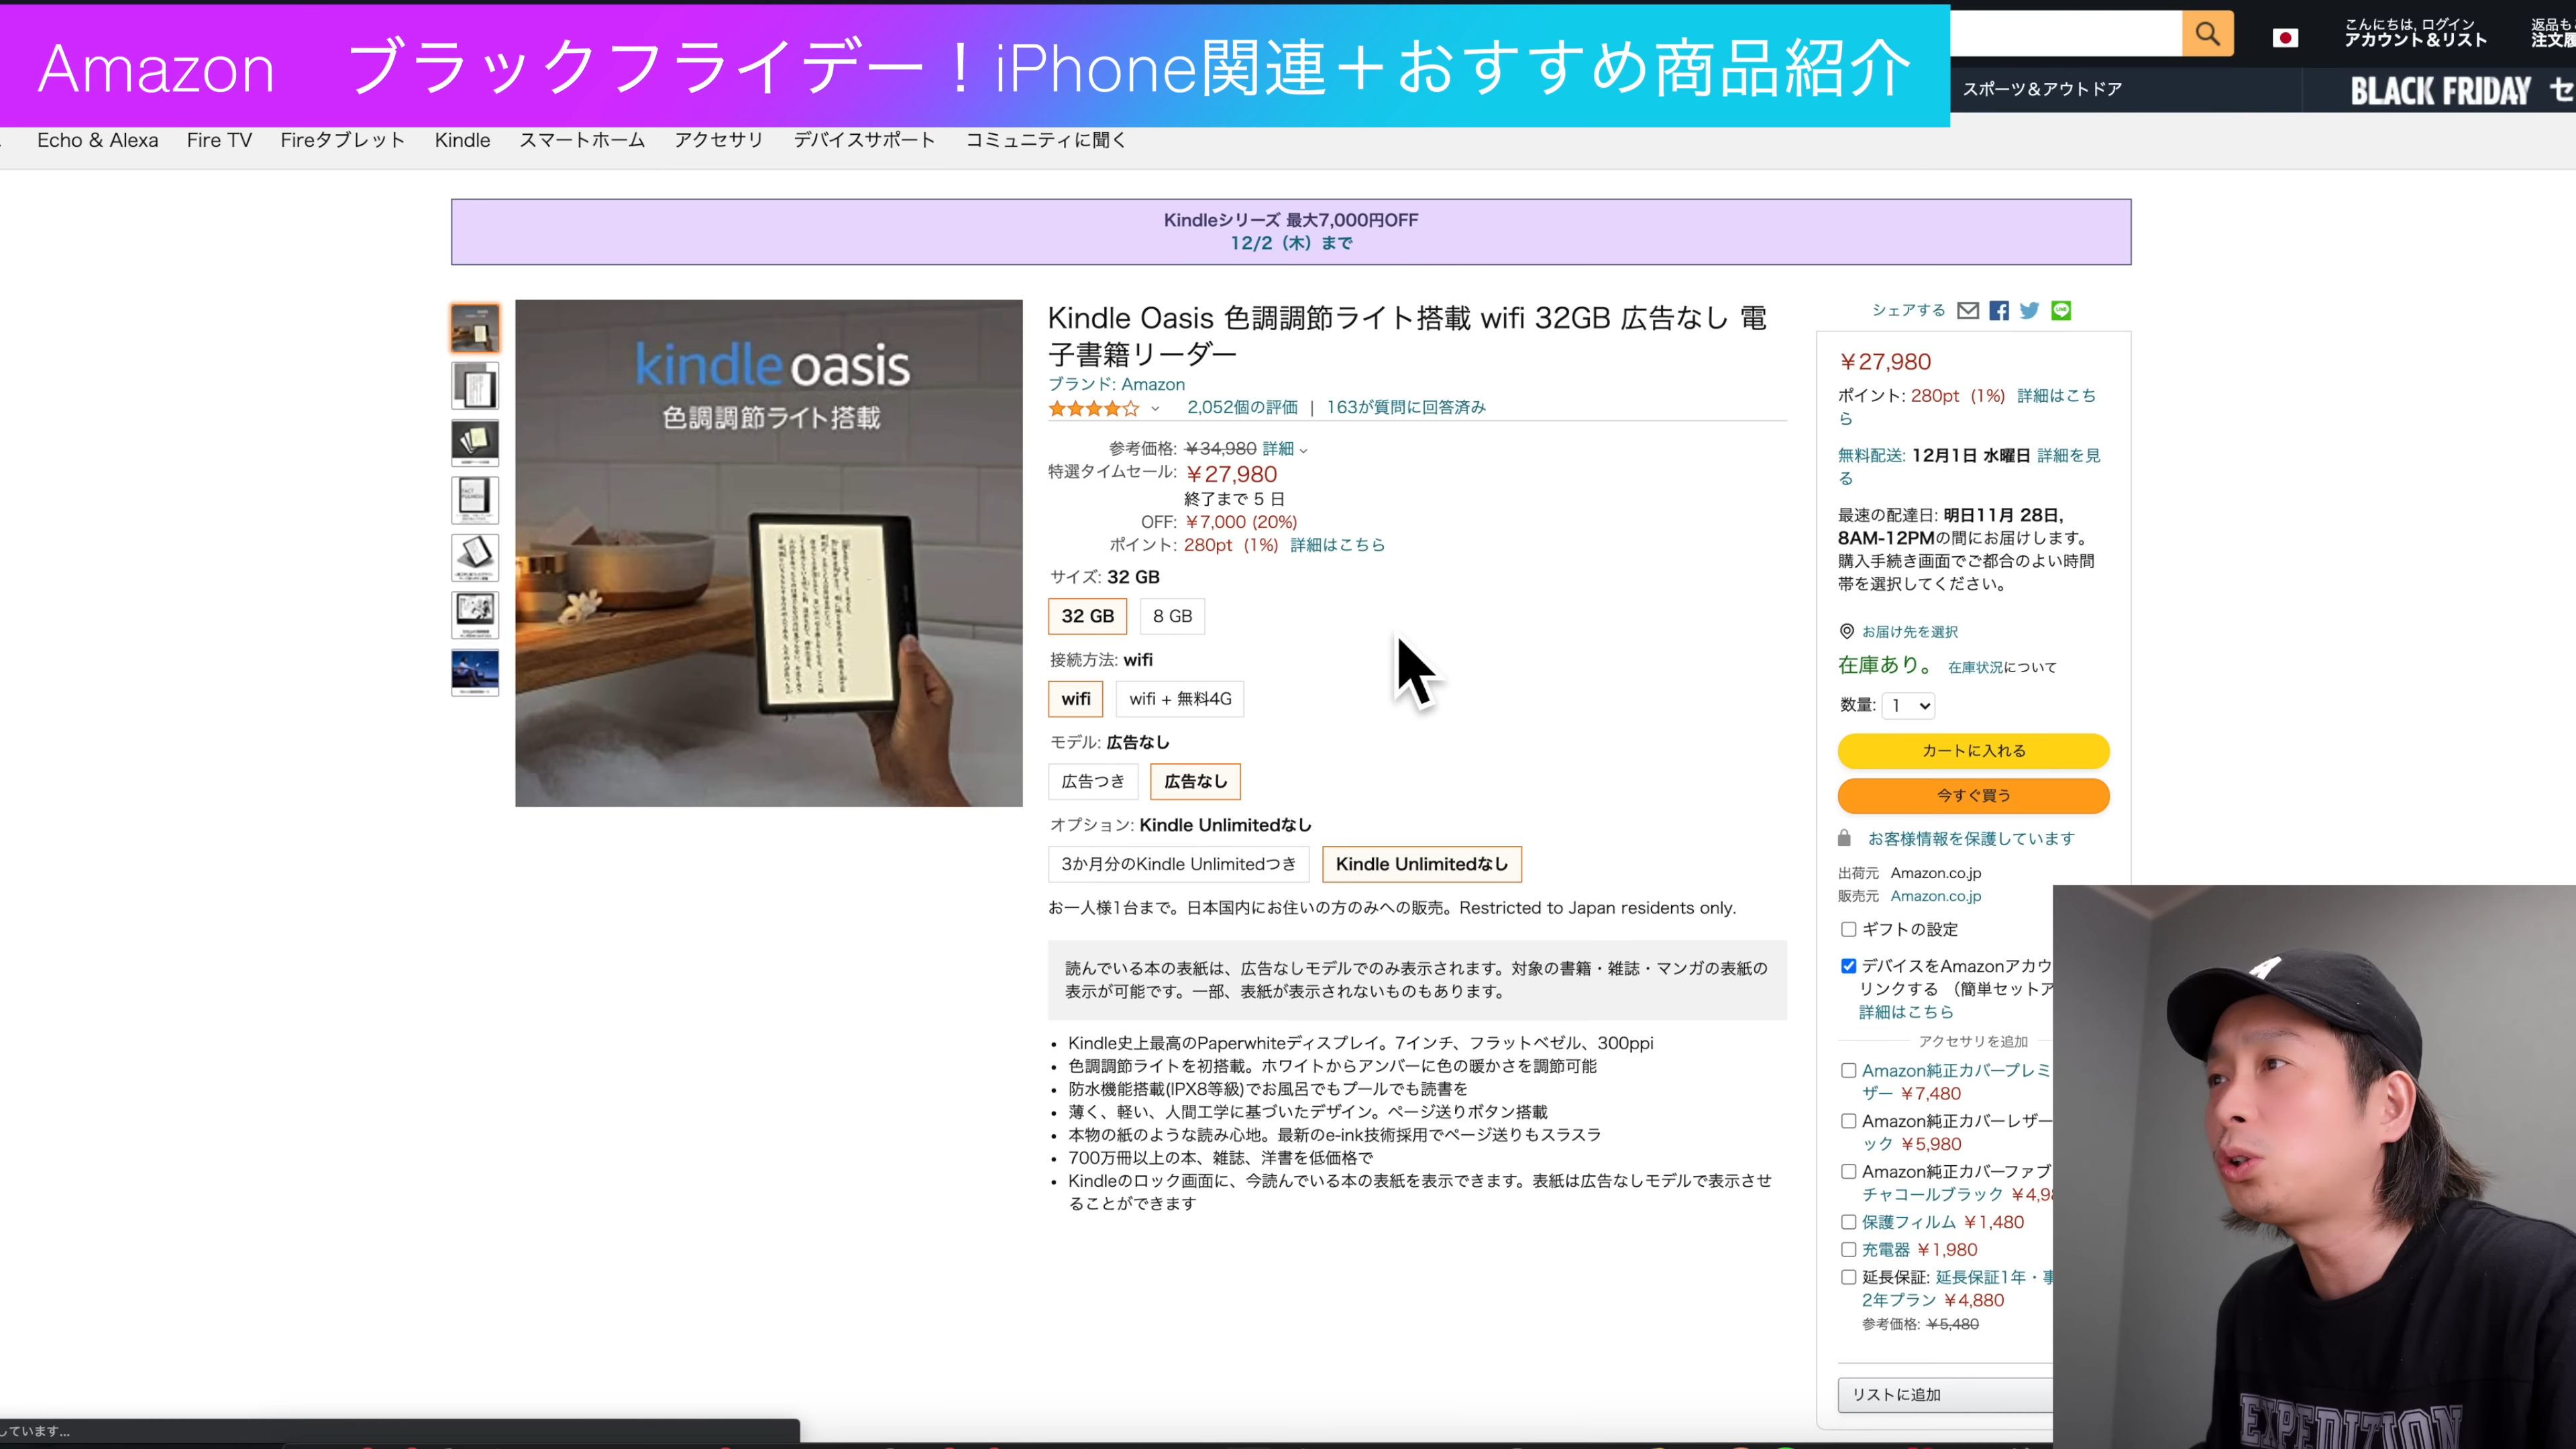 Amazon　ブラックフライデー！iPhone関連＋おすすめ商品紹介
こんにちは, ログイン
アカウント＆リスト
返品も
注文履
スポーツ＆アウトドア
BLACK FRIDAY セ
Echo & Alexa Fire TV Fireタブレット Kindle スマートホーム アクセサリ デバイスサポート コミュニティに聞く
Kindleシリーズ 最大7,000円OFF
12/2（木）まで
kindle oasis
色調調節ライト搭載
Kindle Oasis 色調調節ライト搭載 wifi 32GB 広告なし 電
子書籍リーダー
ブランド: Amazon
2,052個の評価 | 163が質問に回答済み
参考価格: ￥34,980 詳細
特選タイムセール: ￥27,980
終了まで 5 日
OFF: ￥7,000 (20%)
ポイント: 280pt (1%) 詳細はこちら
サイズ: 32 GB
32 GB 8 GB
接続方法: wifi
wifi wifi + 無料4G
モデル: 広告なし
広告つき 広告なし
オプション: Kindle Unlimitedなし
3か月分のKindle Unlimitedつき Kindle Unlimitedなし
お一人様1台まで。日本国内にお住いの方のみへの販売。Restricted to Japan residents only.
読んでいる本の表紙は、広告なしモデルでのみ表示されます。対象の書籍・雑誌・マンガの表紙の
表示が可能です。一部、表紙が表示されないものもあります。
• Kindle史上最高のPaperwhiteディスプレイ。7インチ、フラットベゼル、300ppi
• 色調調節ライトを初搭載。ホワイトからアンバーに色の暖かさを調節可能
• 防水機能搭載(IPX8等級)でお風呂でもプールでも読書を
• 薄く、軽い、人間工学に基づいたデザイン。ページ送りボタン搭載
• 本物の紙のような読み心地。最新のe-ink技術採用でページ送りもスラスラ
• 700万冊以上の本、雑誌、洋書を低価格で
• Kindleのロック画面に、今読んでいる本の表紙を表示できます。表紙は広告なしモデルで表示させ
ることができます
シェアする
￥27,980
ポイント: 280pt (1%) 詳細はこち
ら
無料配送: 12月1日 水曜日 詳細を見
る
最速の配達日: 明日11月 28日,
8AM-12PMの間にお届けします。
購入手続き画面でご都合のよい時間
帯を選択してください。
お届け先を選択
在庫あり。 在庫状況について
数量: 1
カートに入れる
今すぐ買う
お客様情報を保護しています
出荷元 Amazon.co.jp
販売元 Amazon.co.jp
ギフトの設定
デバイスをAmazonアカウ
リンクする （簡単セットア
詳細はこちら
アクセサリを追加
Amazon純正カバープレミ
ザー ￥7,480
Amazon純正カバーレザー
ック ￥5,980
Amazon純正カバーファブ
チャコールブラック ￥4,98
保護フィルム ￥1,480
充電器 ￥1,980
延長保証: 延長保証1年・事
2年プラン ￥4,880
参考価格: ￥5,480
リストに追加
しています...
EXPEDITION